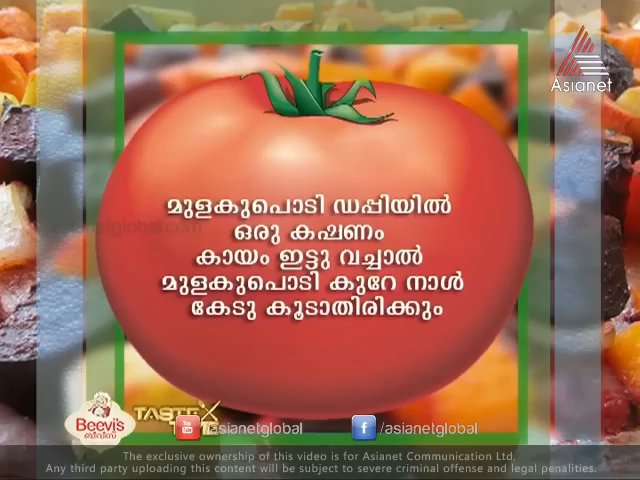 Asianet
മുളകുപൊടി ഡപ്പിയിൽ
ഒരു കഷണം
കായം ഇട്ടു വച്ചാൽ
മുളകുപൊടി കുറേ നാൾ
കേടു കൂടാതിരിക്കും
Beevi's
ബീവീസ്
TASTE
You Tube /asianetglobal
f /asianetglobal
The exclusive ownership of this video is for Asianet Communication Ltd.
Any third party uploading this content will be subject to severe criminal offense and legal penalities.